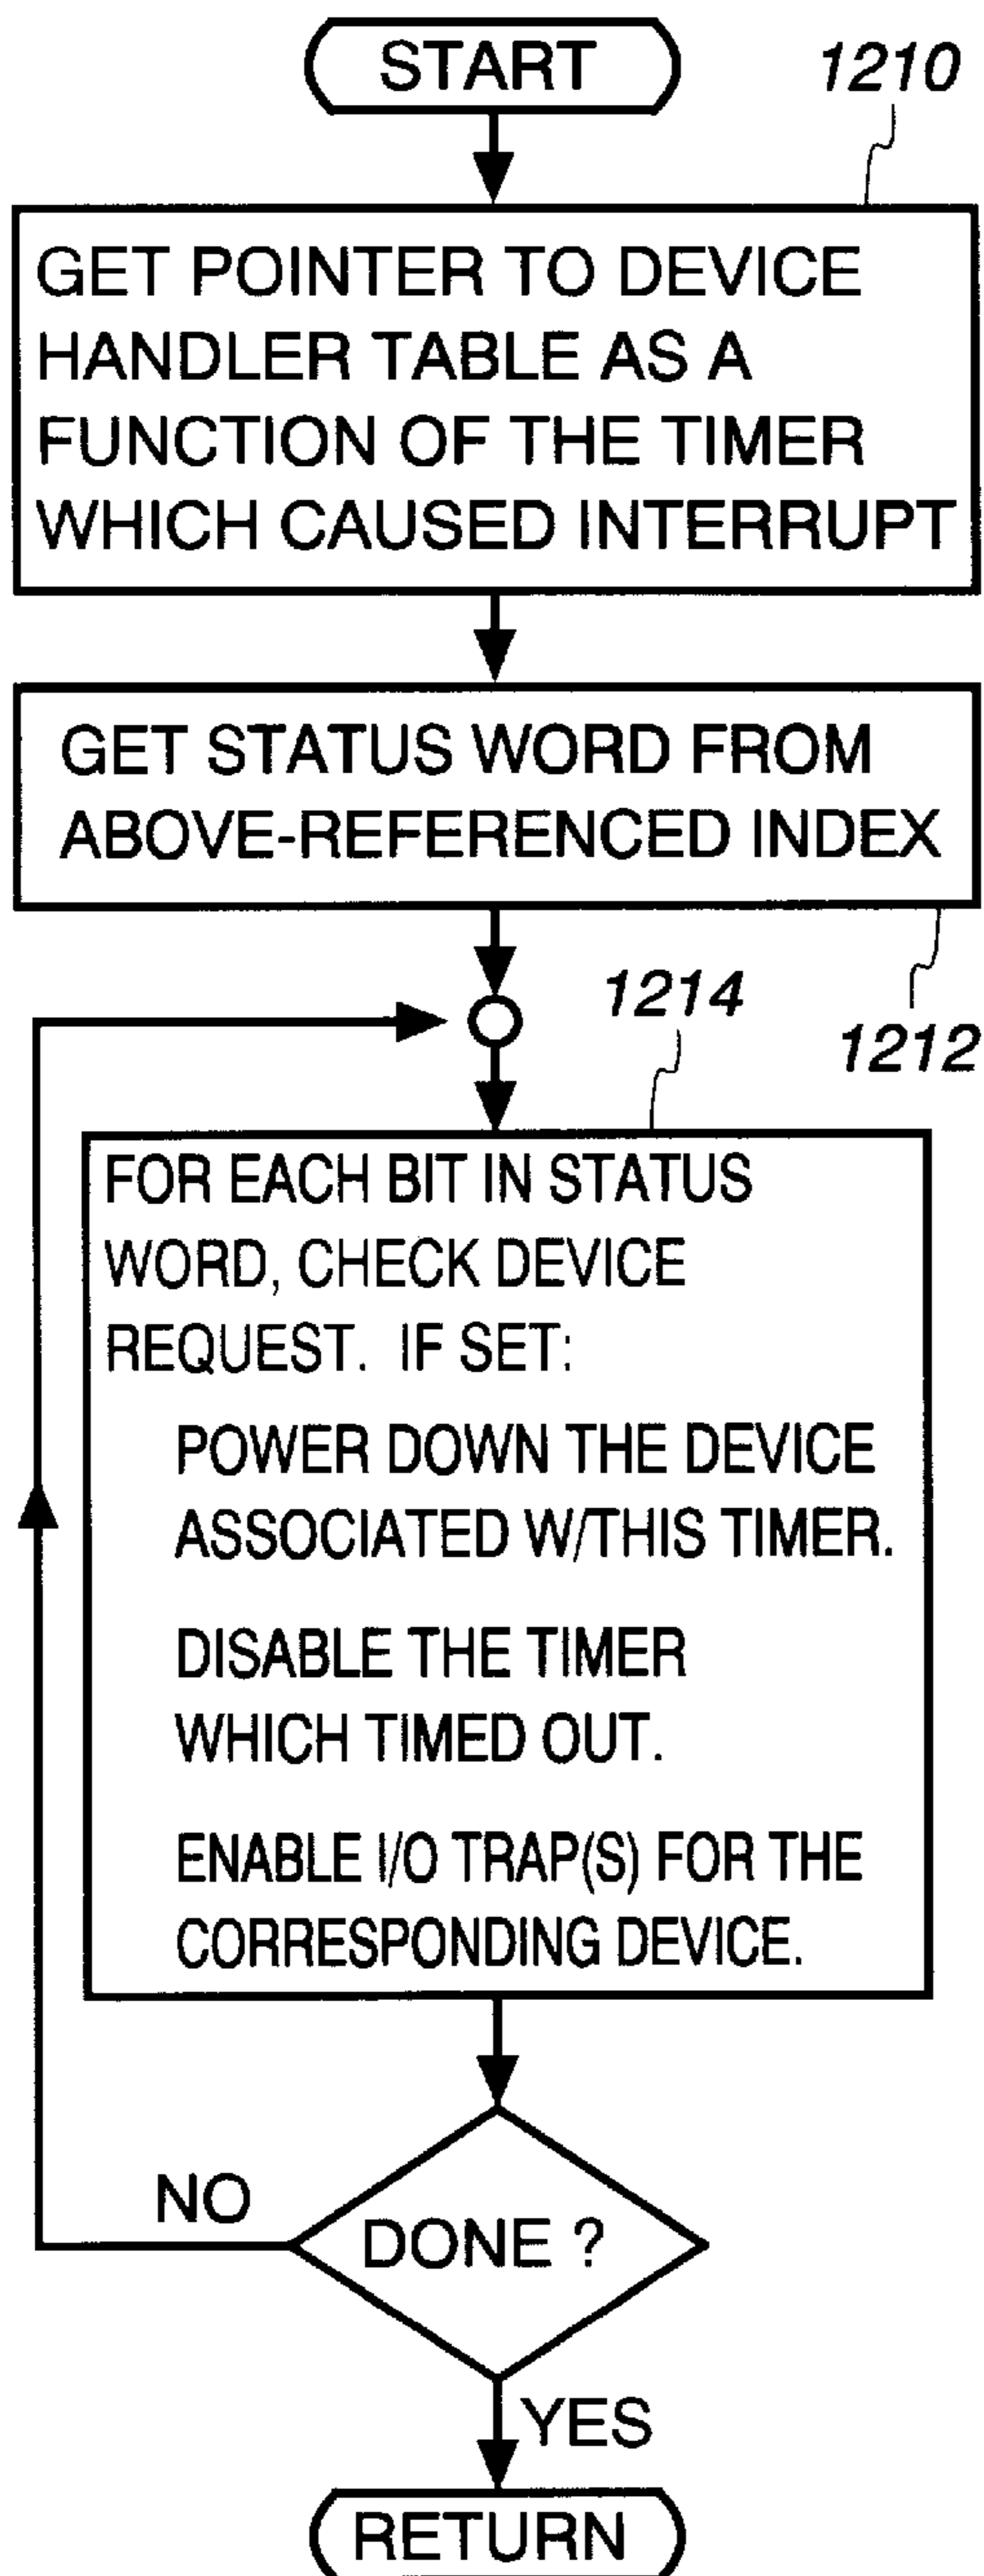 START
1210
GET POINTER TO DEVICE
HANDLER TABLE AS A
FUNCTION OF THE TIMER
WHICH CAUSED INTERRUPT
GET STATUS WORD FROM
ABOVE-REFERENCED INDEX
1212
1214
FOR EACH BIT IN STATUS
WORD, CHECK DEVICE
REQUEST. IF SET:
POWER DOWN THE DEVICE
ASSOCIATED W/THIS TIMER.
DISABLE THE TIMER
WHICH TIMED OUT.
ENABLE I/O TRAP(S) FOR THE
CORRESPONDING DEVICE.
NO
DONE ?
YES
RETURN